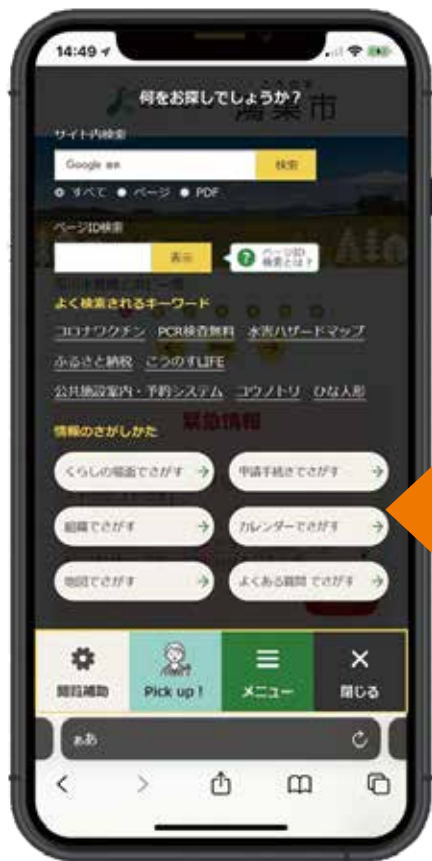 14:49
何をお探しでしょうか？
鴻巣市
サイト内検索
Google
検索
すべて ページ PDF
ページID検索
表示
ページID
検索とは？
よく検索されるキーワード
コロナワクチン PCR検査無料 水害ハザードマップ
ふるさと納税 こうのすLIFE
公共施設案内・予約システム コウノトリ ひな人形
緊急情報
情報のさがしかた
くらしの場面でさがす
申請手続きでさがす
組織でさがす
カレンダーでさがす
地図でさがす
よくある質問 でさがす
閲覧補助
Pick up !
メニュー
閉じる
ぁあ